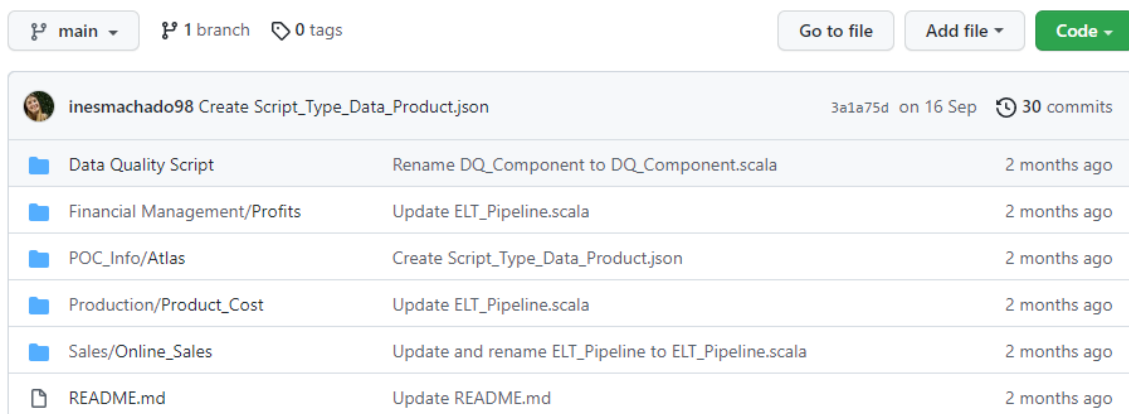 main 1 branch 0 tags Go to file Add file Code
inesmachado98 Create Script_Type_Data_Product.json 3a1a75d on 16 Sep 30 commits
Data Quality Script Rename DQ_Component to DQ_Component.scala 2 months ago
Financial Management/Profits Update ELT_Pipeline.scala 2 months ago
POC_Info/Atlas Create Script_Type_Data_Product.json 2 months ago
Production/Product_Cost Update ELT_Pipeline.scala 2 months ago
Sales/Online_Sales Update and rename ELT_Pipeline to ELT_Pipeline.scala 2 months ago
README.md Update README.md 2 months ago